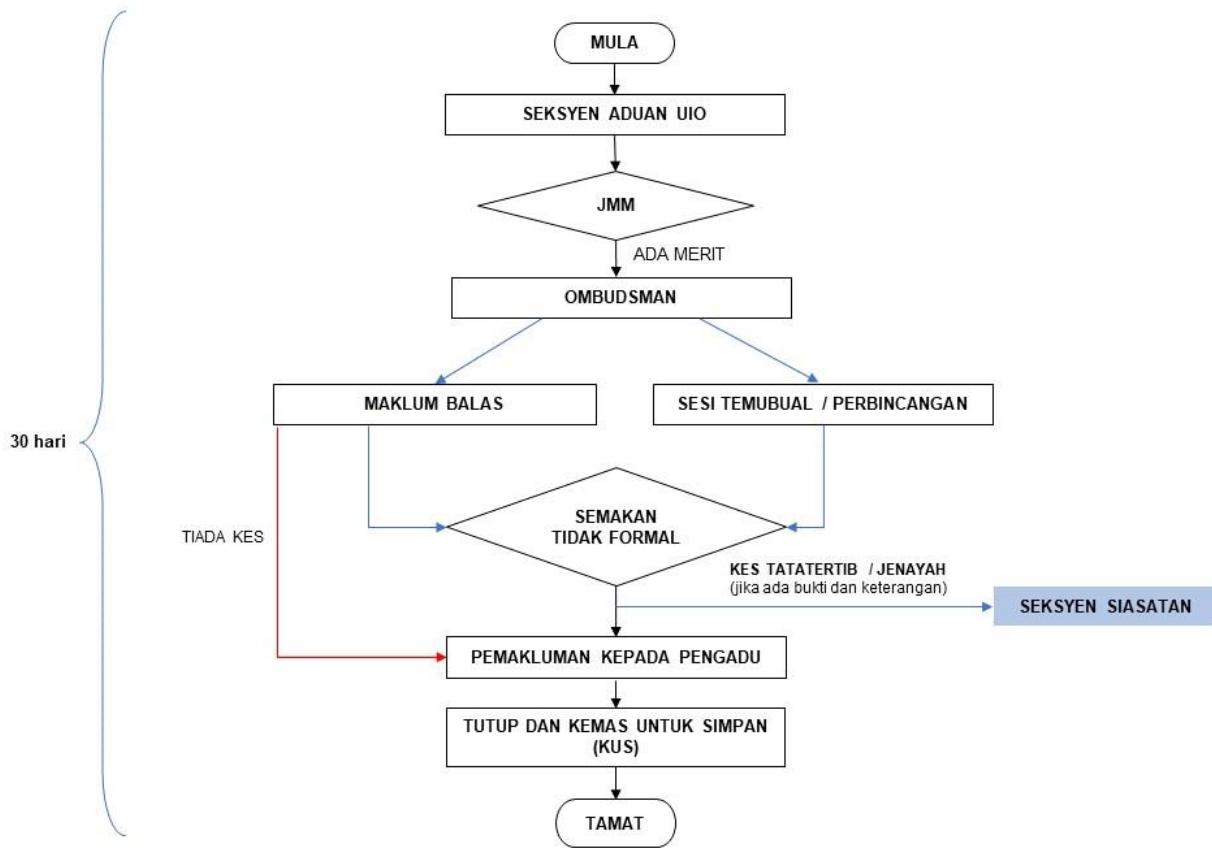 MULA
SEKSYEN ADUAN UIO
JMM
ADA MERIT
OMBUDSMAN
MAKLUM BALAS
SESI TEMUBUAL / PERBINCANGAN
30 hari
SEMAKAN
TIDAK FORMAL
TIADA KES
KES TATATERTIB / JENAYAH
(jika ada bukti dan keterangan)
SEKSYEN SIASATAN
PEMAKLUMAN KEPADA PENGADU
TUTUP DAN KEMAS UNTUK SIMPAN
(KUS)
TAMAT